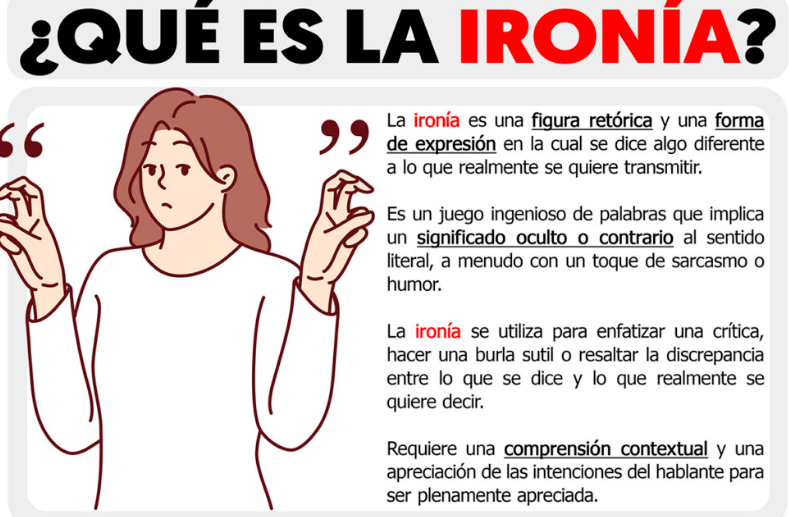 ¿QUÉ ES LA IRONÍA?
“ ”
La ironía es una figura retórica y una forma
de expresión en la cual se dice algo diferente
a lo que realmente se quiere transmitir.
Es un juego ingenioso de palabras que implica
un significado oculto o contrario al sentido
literal, a menudo con un toque de sarcasmo o
humor.
La ironía se utiliza para enfatizar una crítica,
hacer una burla sutil o resaltar la discrepancia
entre lo que se dice y lo que realmente se
quiere decir.
Requiere una comprensión contextual y una
apreciación de las intenciones del hablante para
ser plenamente apreciada.